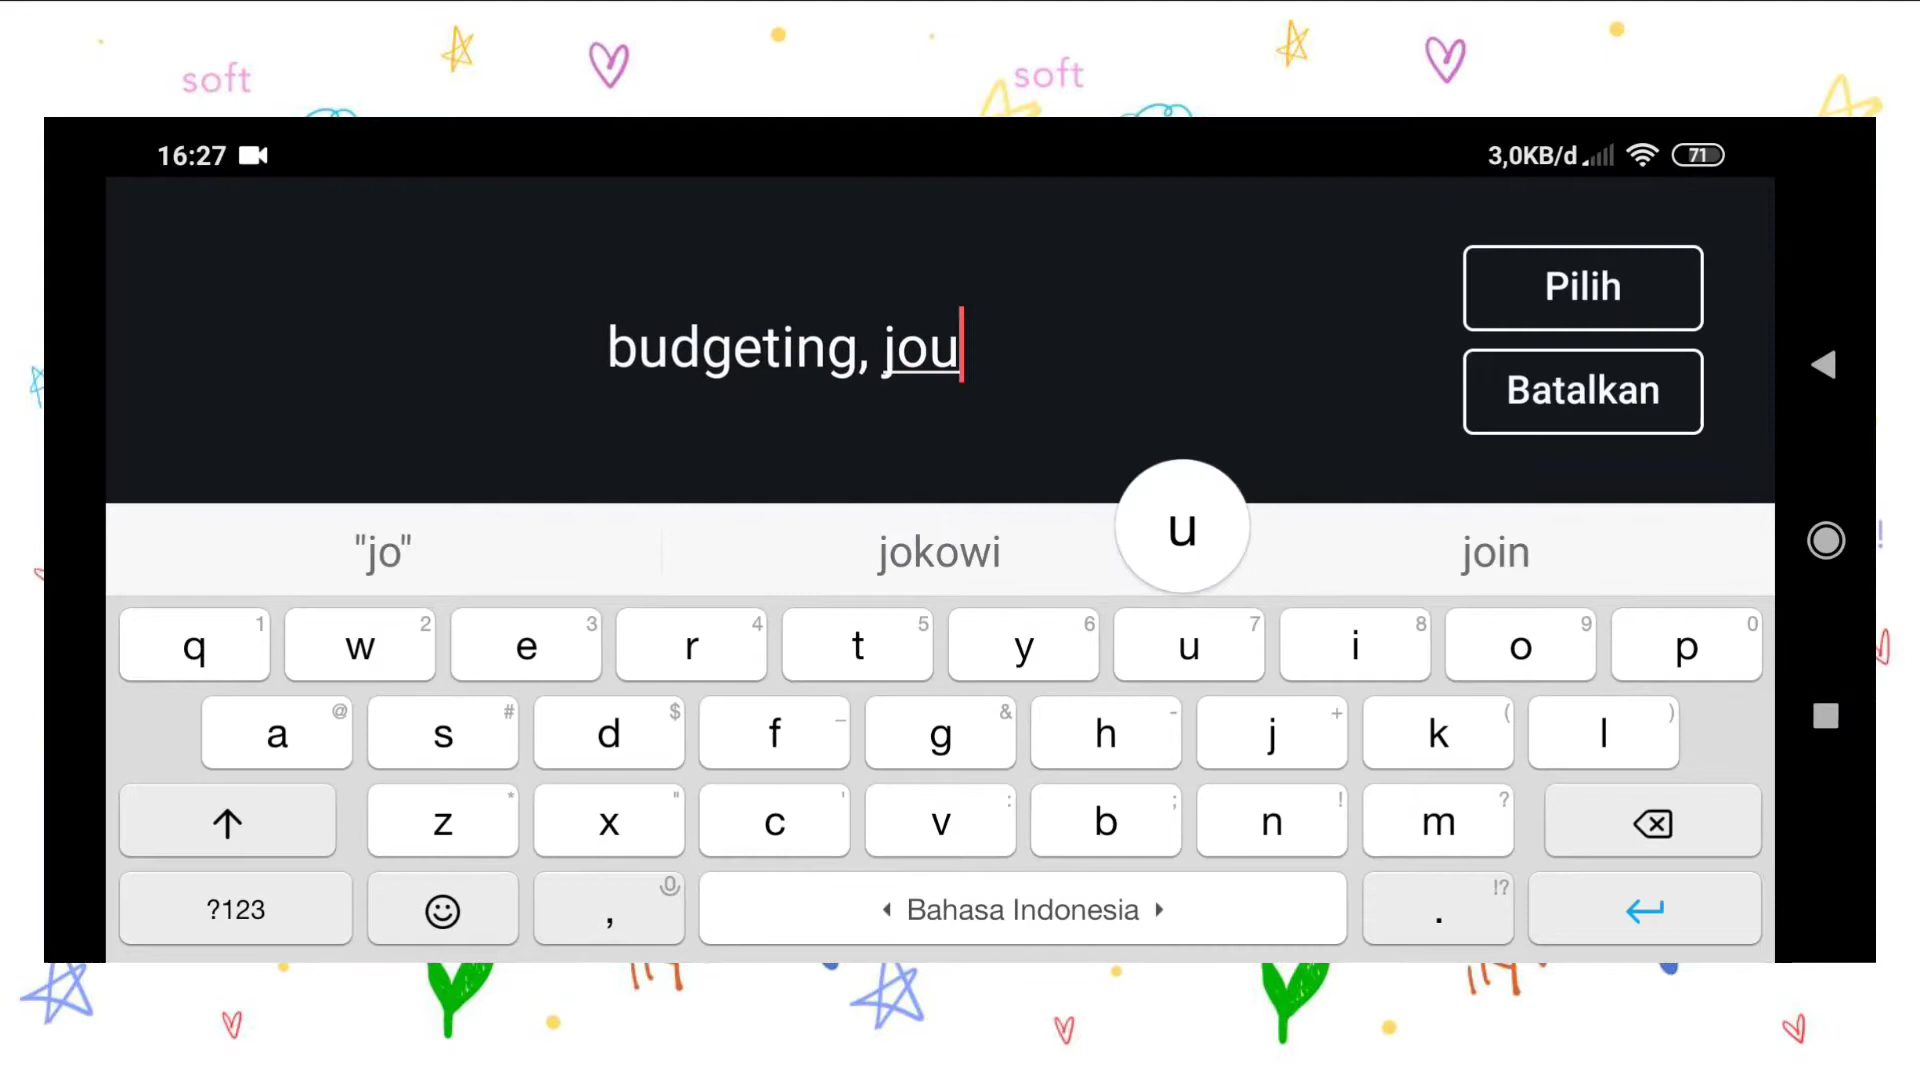 soft
soft
16:27
3,0KB/d
71
budgeting, jou
Pilih
Batalkan
"jo"
jokowi
u
join
q 1 w 2 e 3 r 4 t 5 y 6 u 7 i 8 o 9 p 0
a @ s # d $ f _ g & h - j + k ( l )
z * x " c ' v : b ; n ! m ?
?123
,
Bahasa Indonesia
. !?